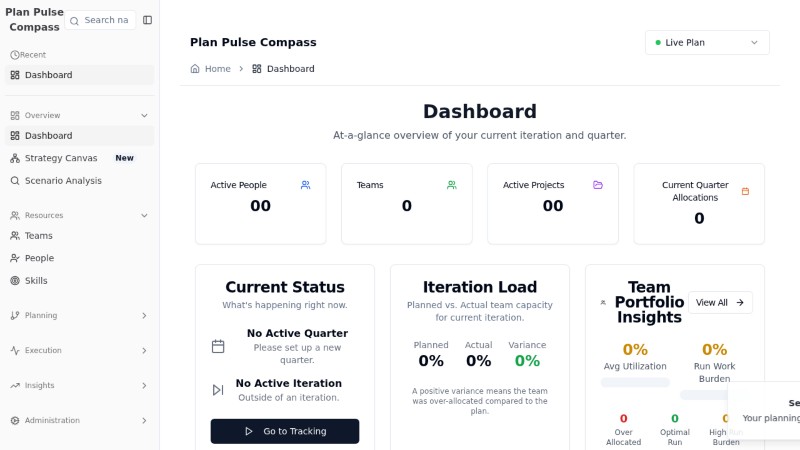 Plan Pulse
Compass
Search na
Recent
Dashboard
Overview
Dashboard
Strategy Canvas New
Scenario Analysis
Resources
Teams
People
Skills
Planning
Execution
Insights
Administration
Plan Pulse Compass
Live Plan
Home > Dashboard
Dashboard
At-a-glance overview of your current iteration and quarter.
Active People
00
Teams
0
Active Projects
00
Current Quarter
Allocations
0
Current Status
What's happening right now.
No Active Quarter
Please set up a new
quarter.
No Active Iteration
Outside of an iteration.
Go to Tracking
Iteration Load
Planned vs. Actual team capacity
for current iteration.
Planned Actual Variance
0% 0% 0%
A positive variance means the team
was over-allocated compared to the
plan.
Team
Portfolio
Insights
View All
0% 0%
Avg Utilization Run Work
Burden
0 0 0
Over Optimal High Run
Allocated Run Burden
Se
Your planning